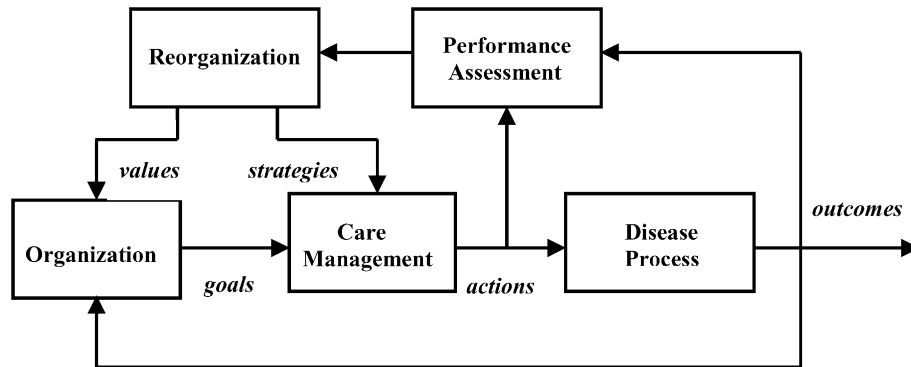 Reorganization
Performance
Assessment
values
strategies
Organization
goals
Care
Management
actions
Disease
Process
outcomes